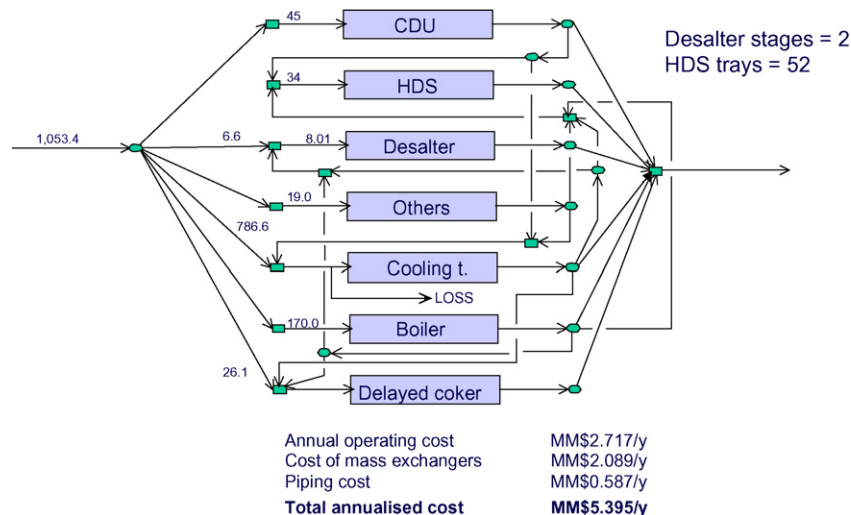 45
CDU
Desalter stages = 2
HDS trays = 52
34
HDS
1,053.4
6.6
8.01
Desalter
19.0
Others
786.6
Cooling t.
LOSS
170.0
Boiler
26.1
Delayed coker
Annual operating cost MM$2.717/y
Cost of mass exchangers MM$2.089/y
Piping cost MM$0.587/y
Total annualised cost MM$5.395/y